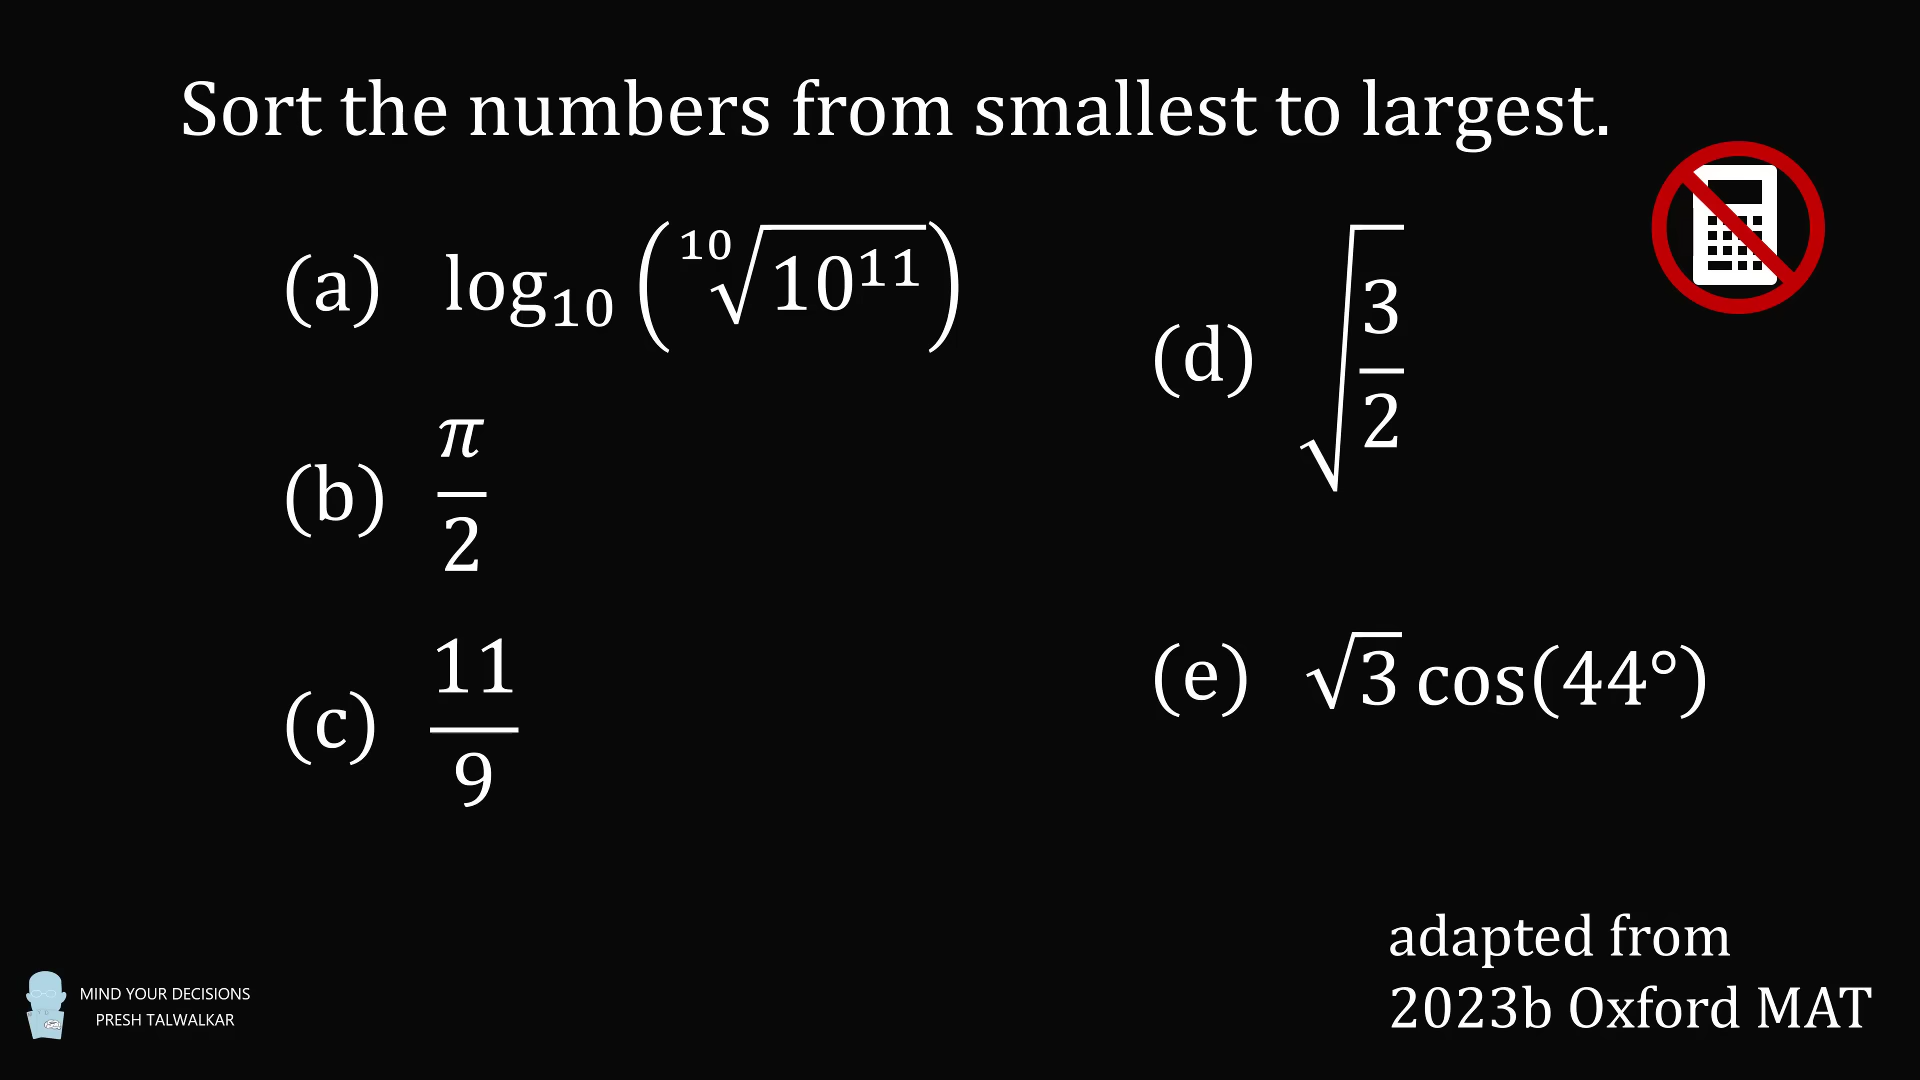 Sort the numbers from smallest to largest.
(a) log₁₀ (¹⁰√10¹¹)
(b) π/2
(c) 11/9
(d) √(3/2)
(e) √3 cos(44°)
adapted from
2023b Oxford MAT
MIND YOUR DECISIONS
PRESH TALWALKAR